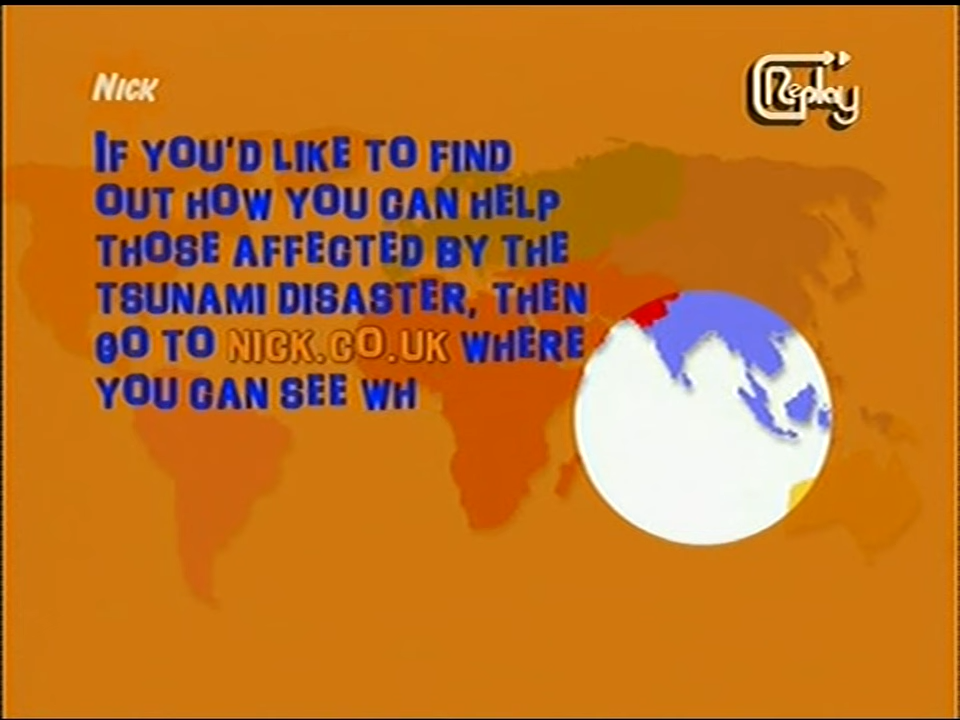 NICK
Replay
IF YOU'D LIKE TO FIND
OUT HOW YOU CAN HELP
THOSE AFFECTED BY THE
TSUNAMI DISASTER, THEN
GO TO NICK.CO.UK WHERE
YOU CAN SEE WH